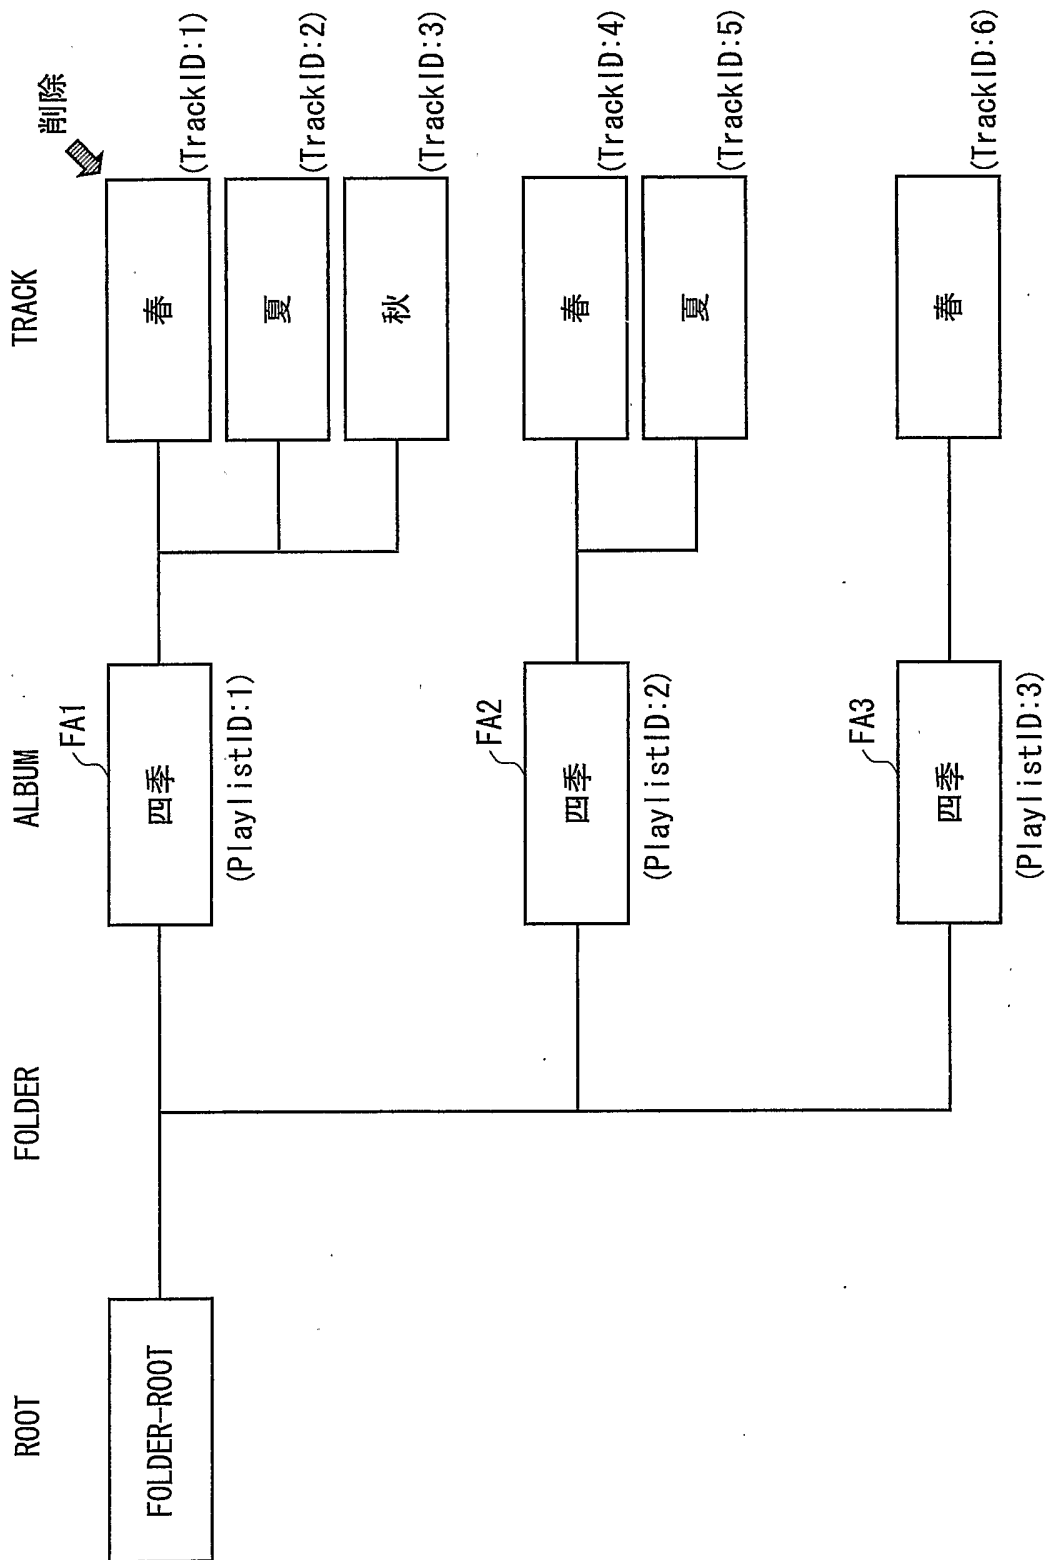 ROOT
FOLDER
ALBUM
TRACK
FOLDER-ROOT
FA1
四季
(PlaylistID:1)
削除
春
(TrackID:1)
夏
(TrackID:2)
秋
(TrackID:3)
FA2
四季
(PlaylistID:2)
春
(TrackID:4)
夏
(TrackID:5)
FA3
四季
(PlaylistID:3)
春
(TrackID:6)